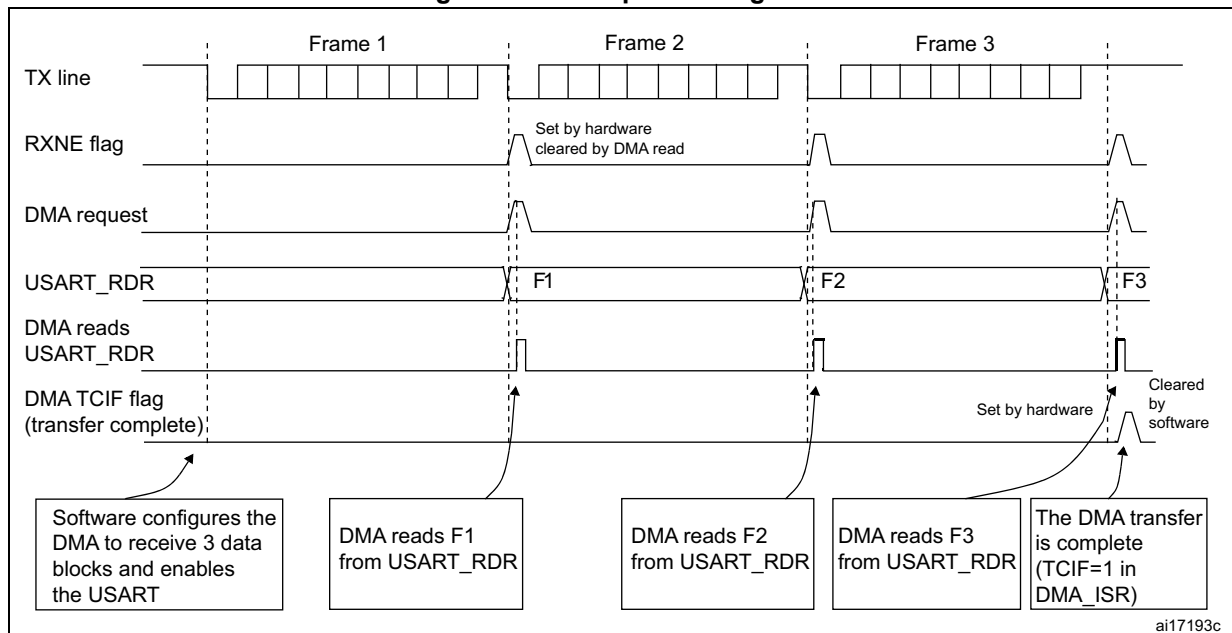 Frame 1
Frame 2
Frame 3
TX line
RXNE flag
Set by hardware
cleared by DMA read
DMA request
USART_RDR
F1
F2
F3
DMA reads
USART_RDR
DMA TCIF flag
(transfer complete)
Set by hardware
Cleared
by
software
Software configures the
DMA to receive 3 data
blocks and enables
the USART
DMA reads F1
from USART_RDR
DMA reads F2
from USART_RDR
DMA reads F3
from USART_RDR
The DMA transfer
is complete
(TCIF=1 in
DMA_ISR)
ai17193c